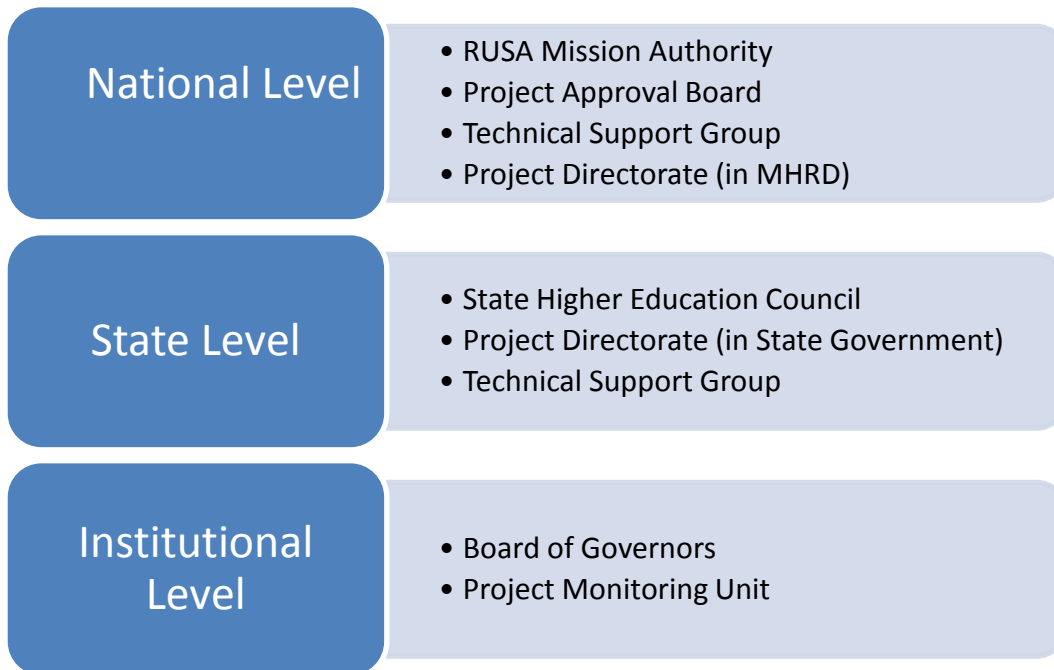 National Level
• RUSA Mission Authority
• Project Approval Board
• Technical Support Group
• Project Directorate (in MHRD)
State Level
• State Higher Education Council
• Project Directorate (in State Government)
• Technical Support Group
Institutional
Level
• Board of Governors
• Project Monitoring Unit